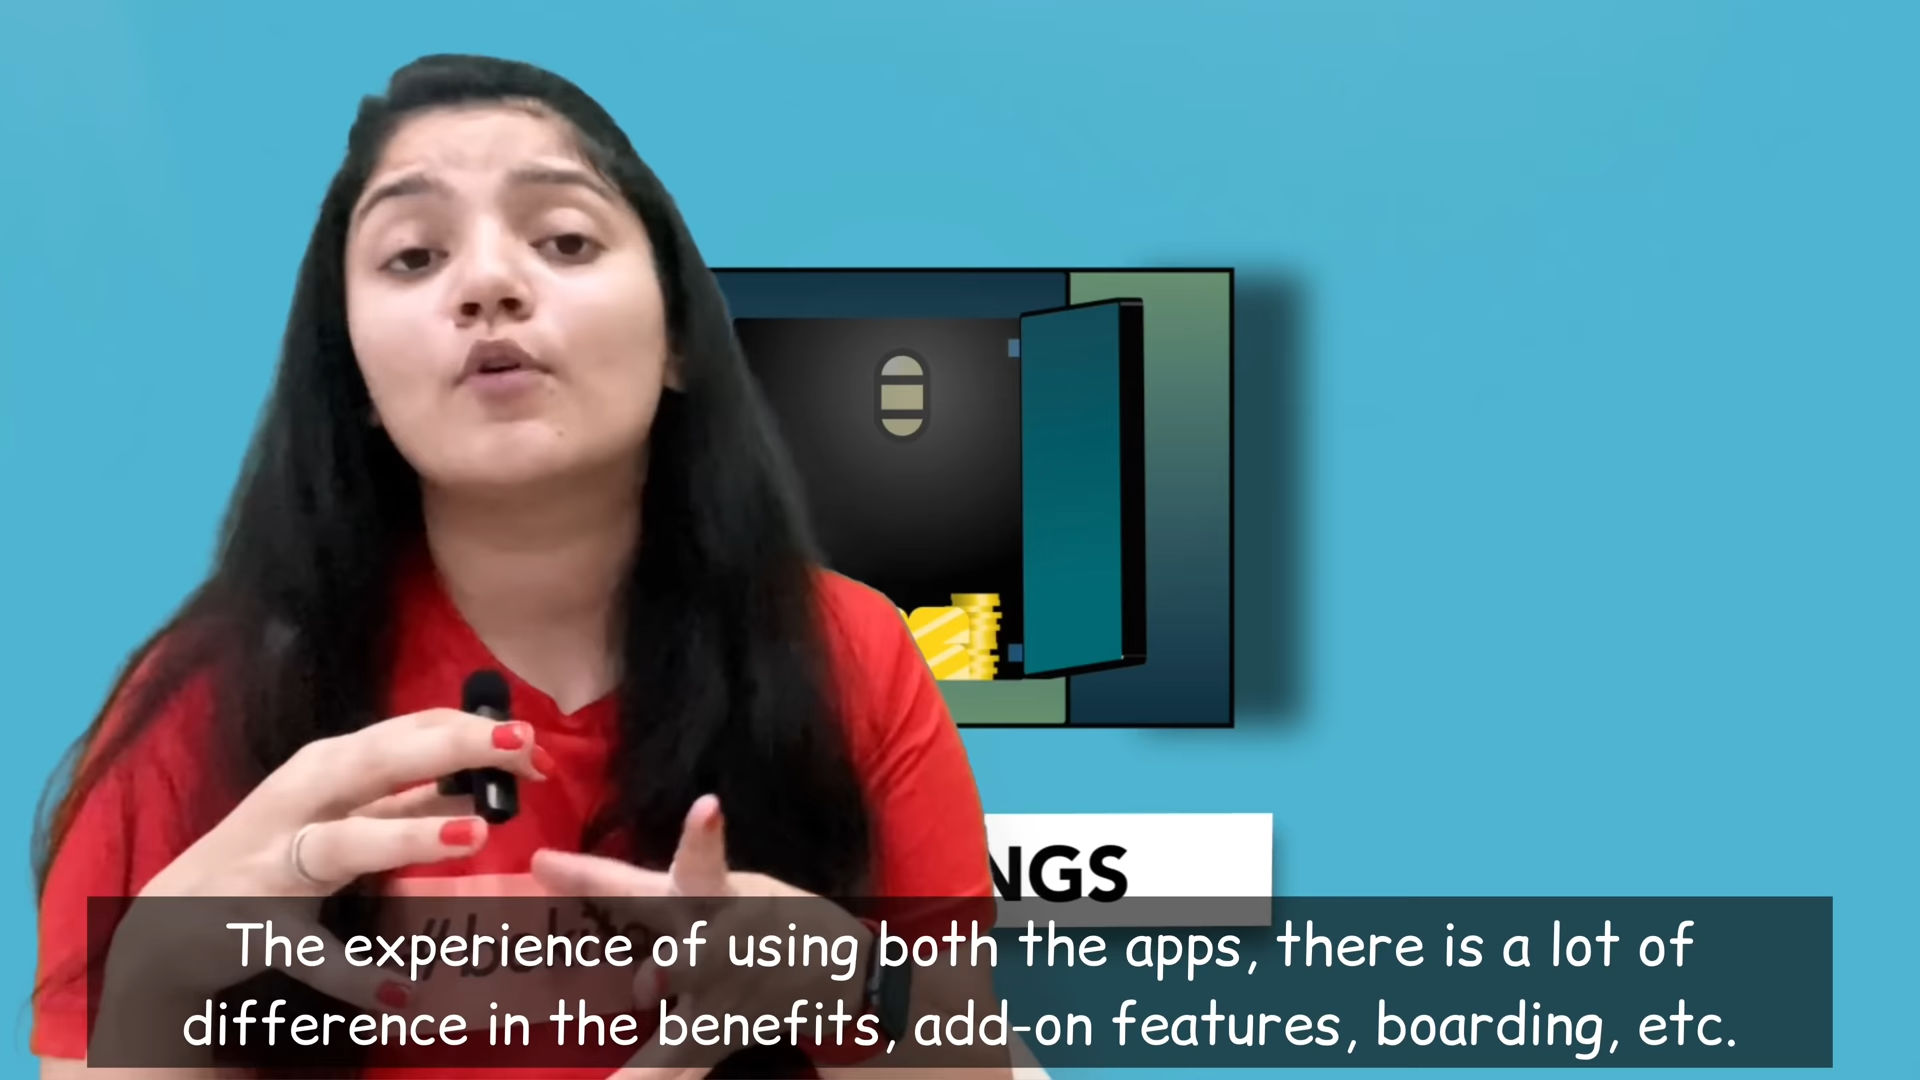 NGS
The experience of using both the apps, there is a lot of
difference in the benefits, add-on features, boarding, etc.